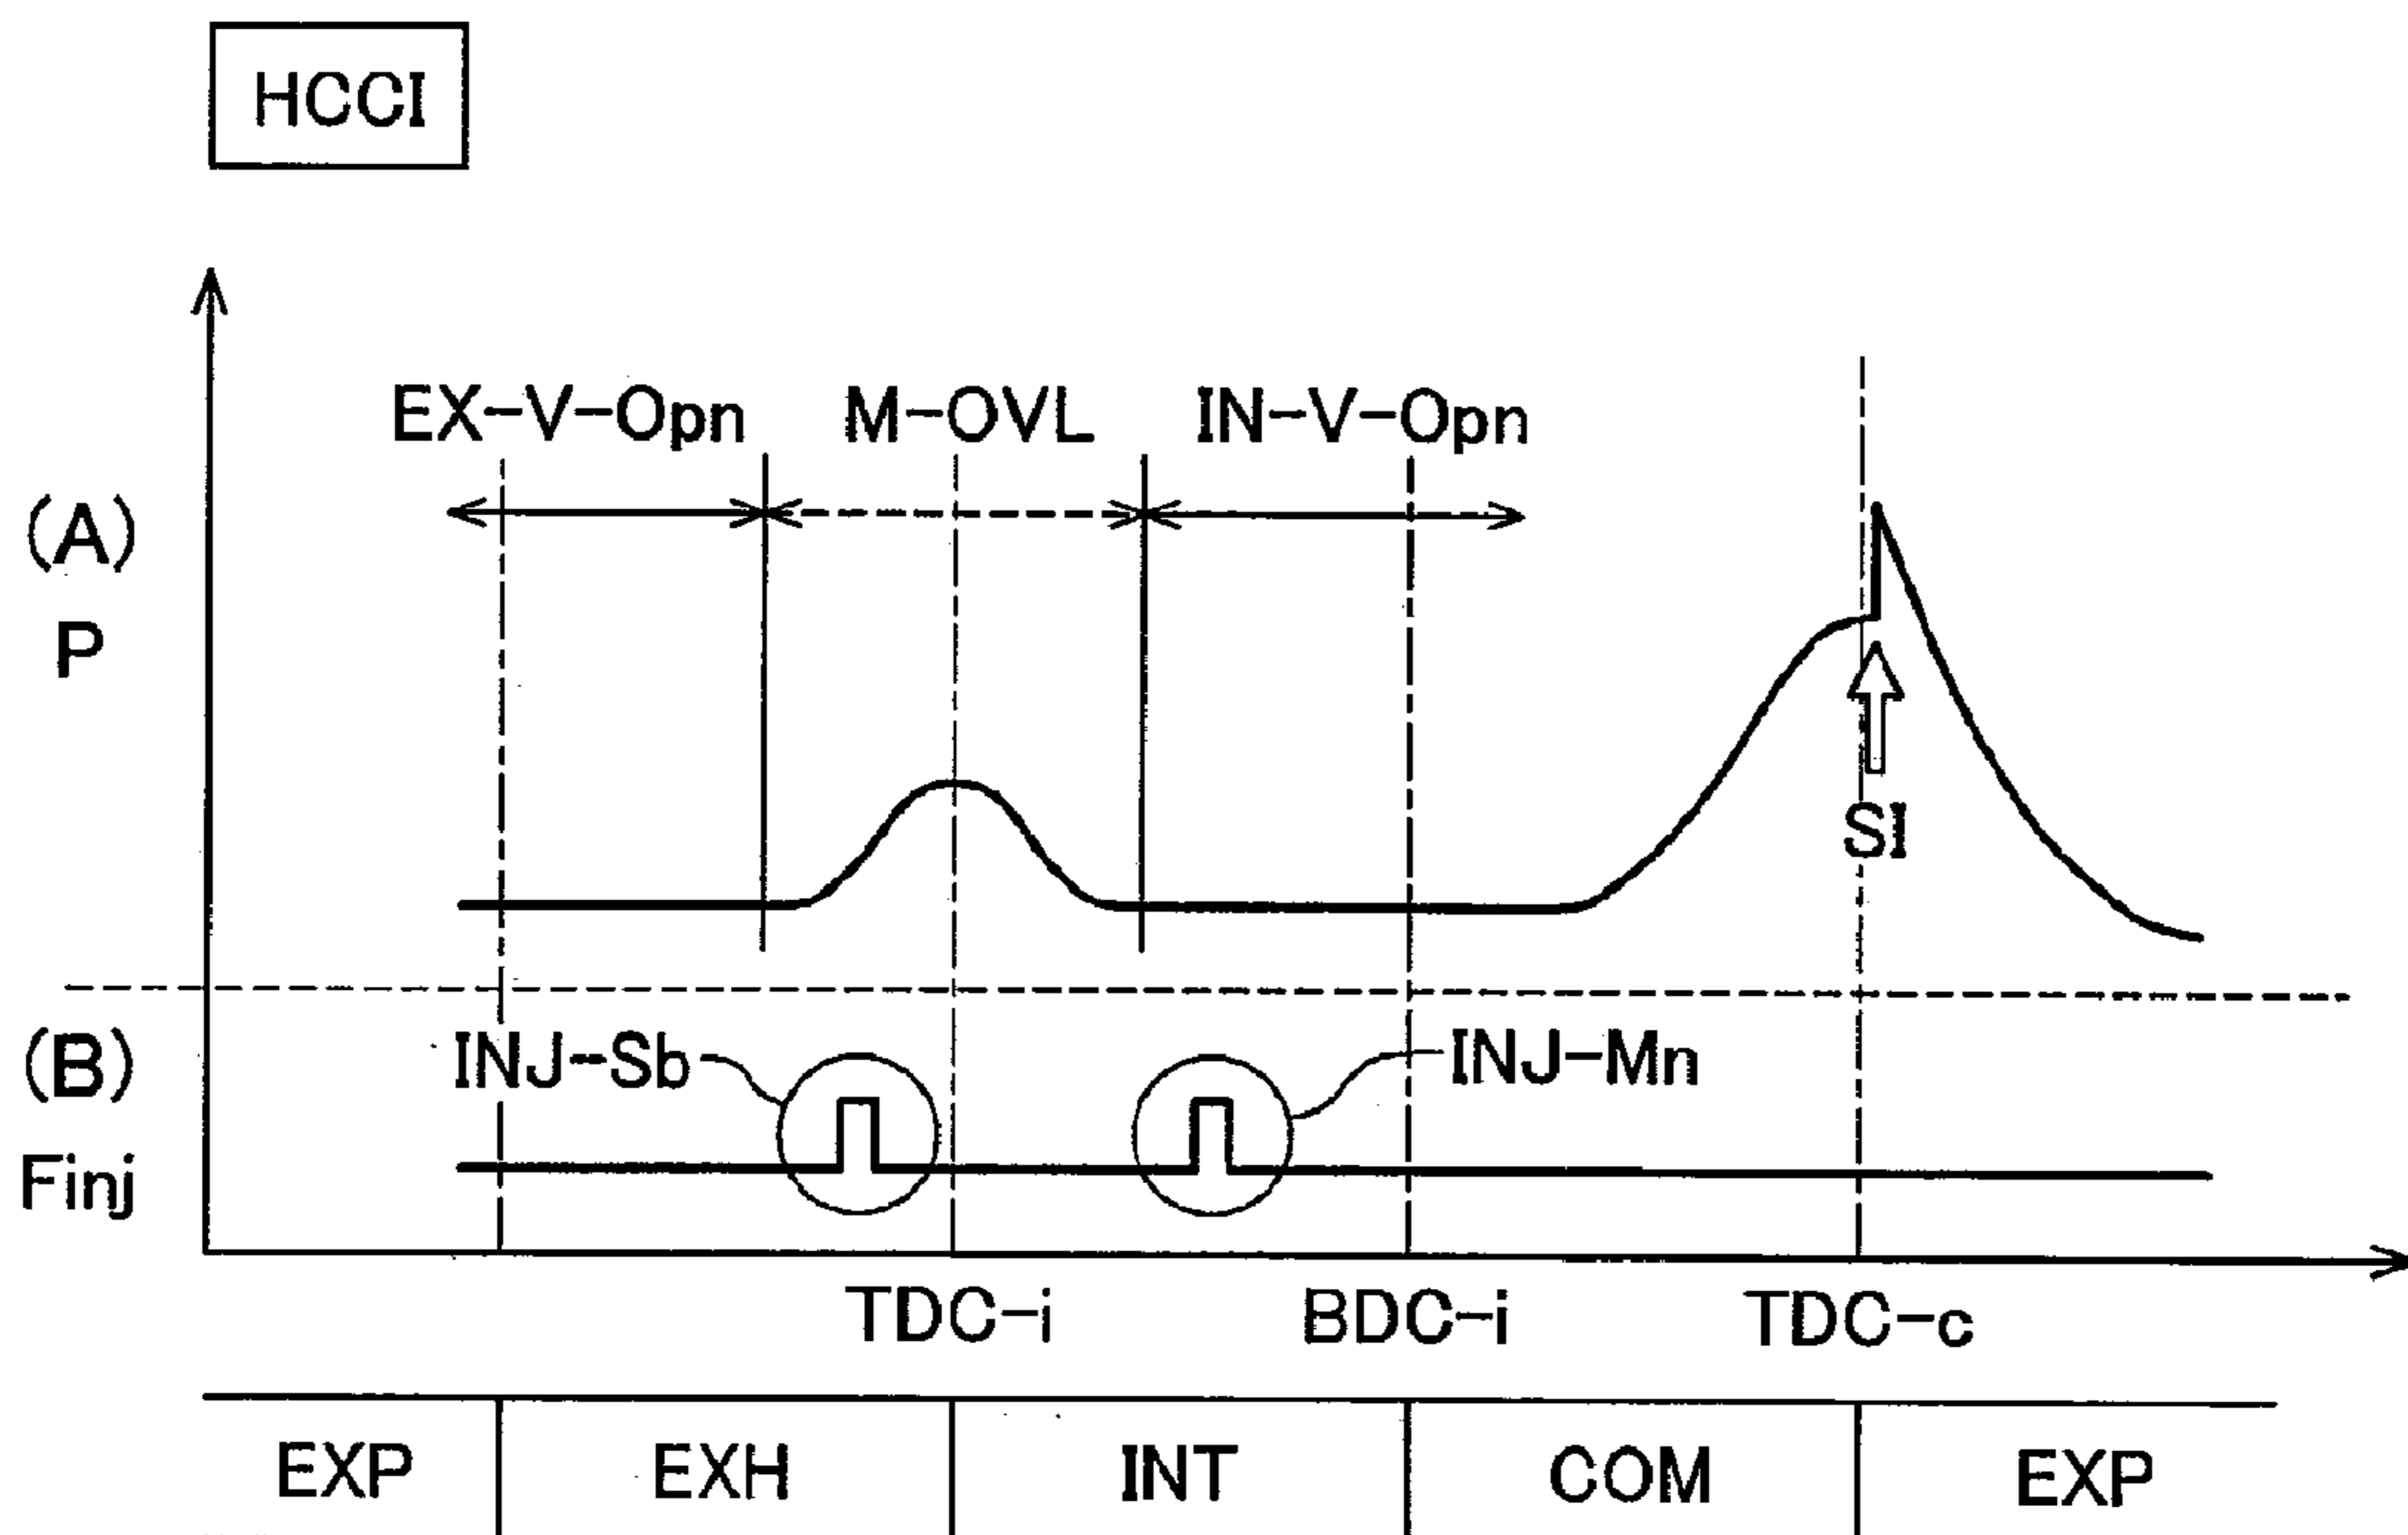 HCCI
EX-V-Opn M-OVL IN-V-Opn
(A)
P
SI
(B)
INJ-Sb INJ-Mn
Finj
TDC-i BDC-i TDC-c
EXP EXH INT COM EXP